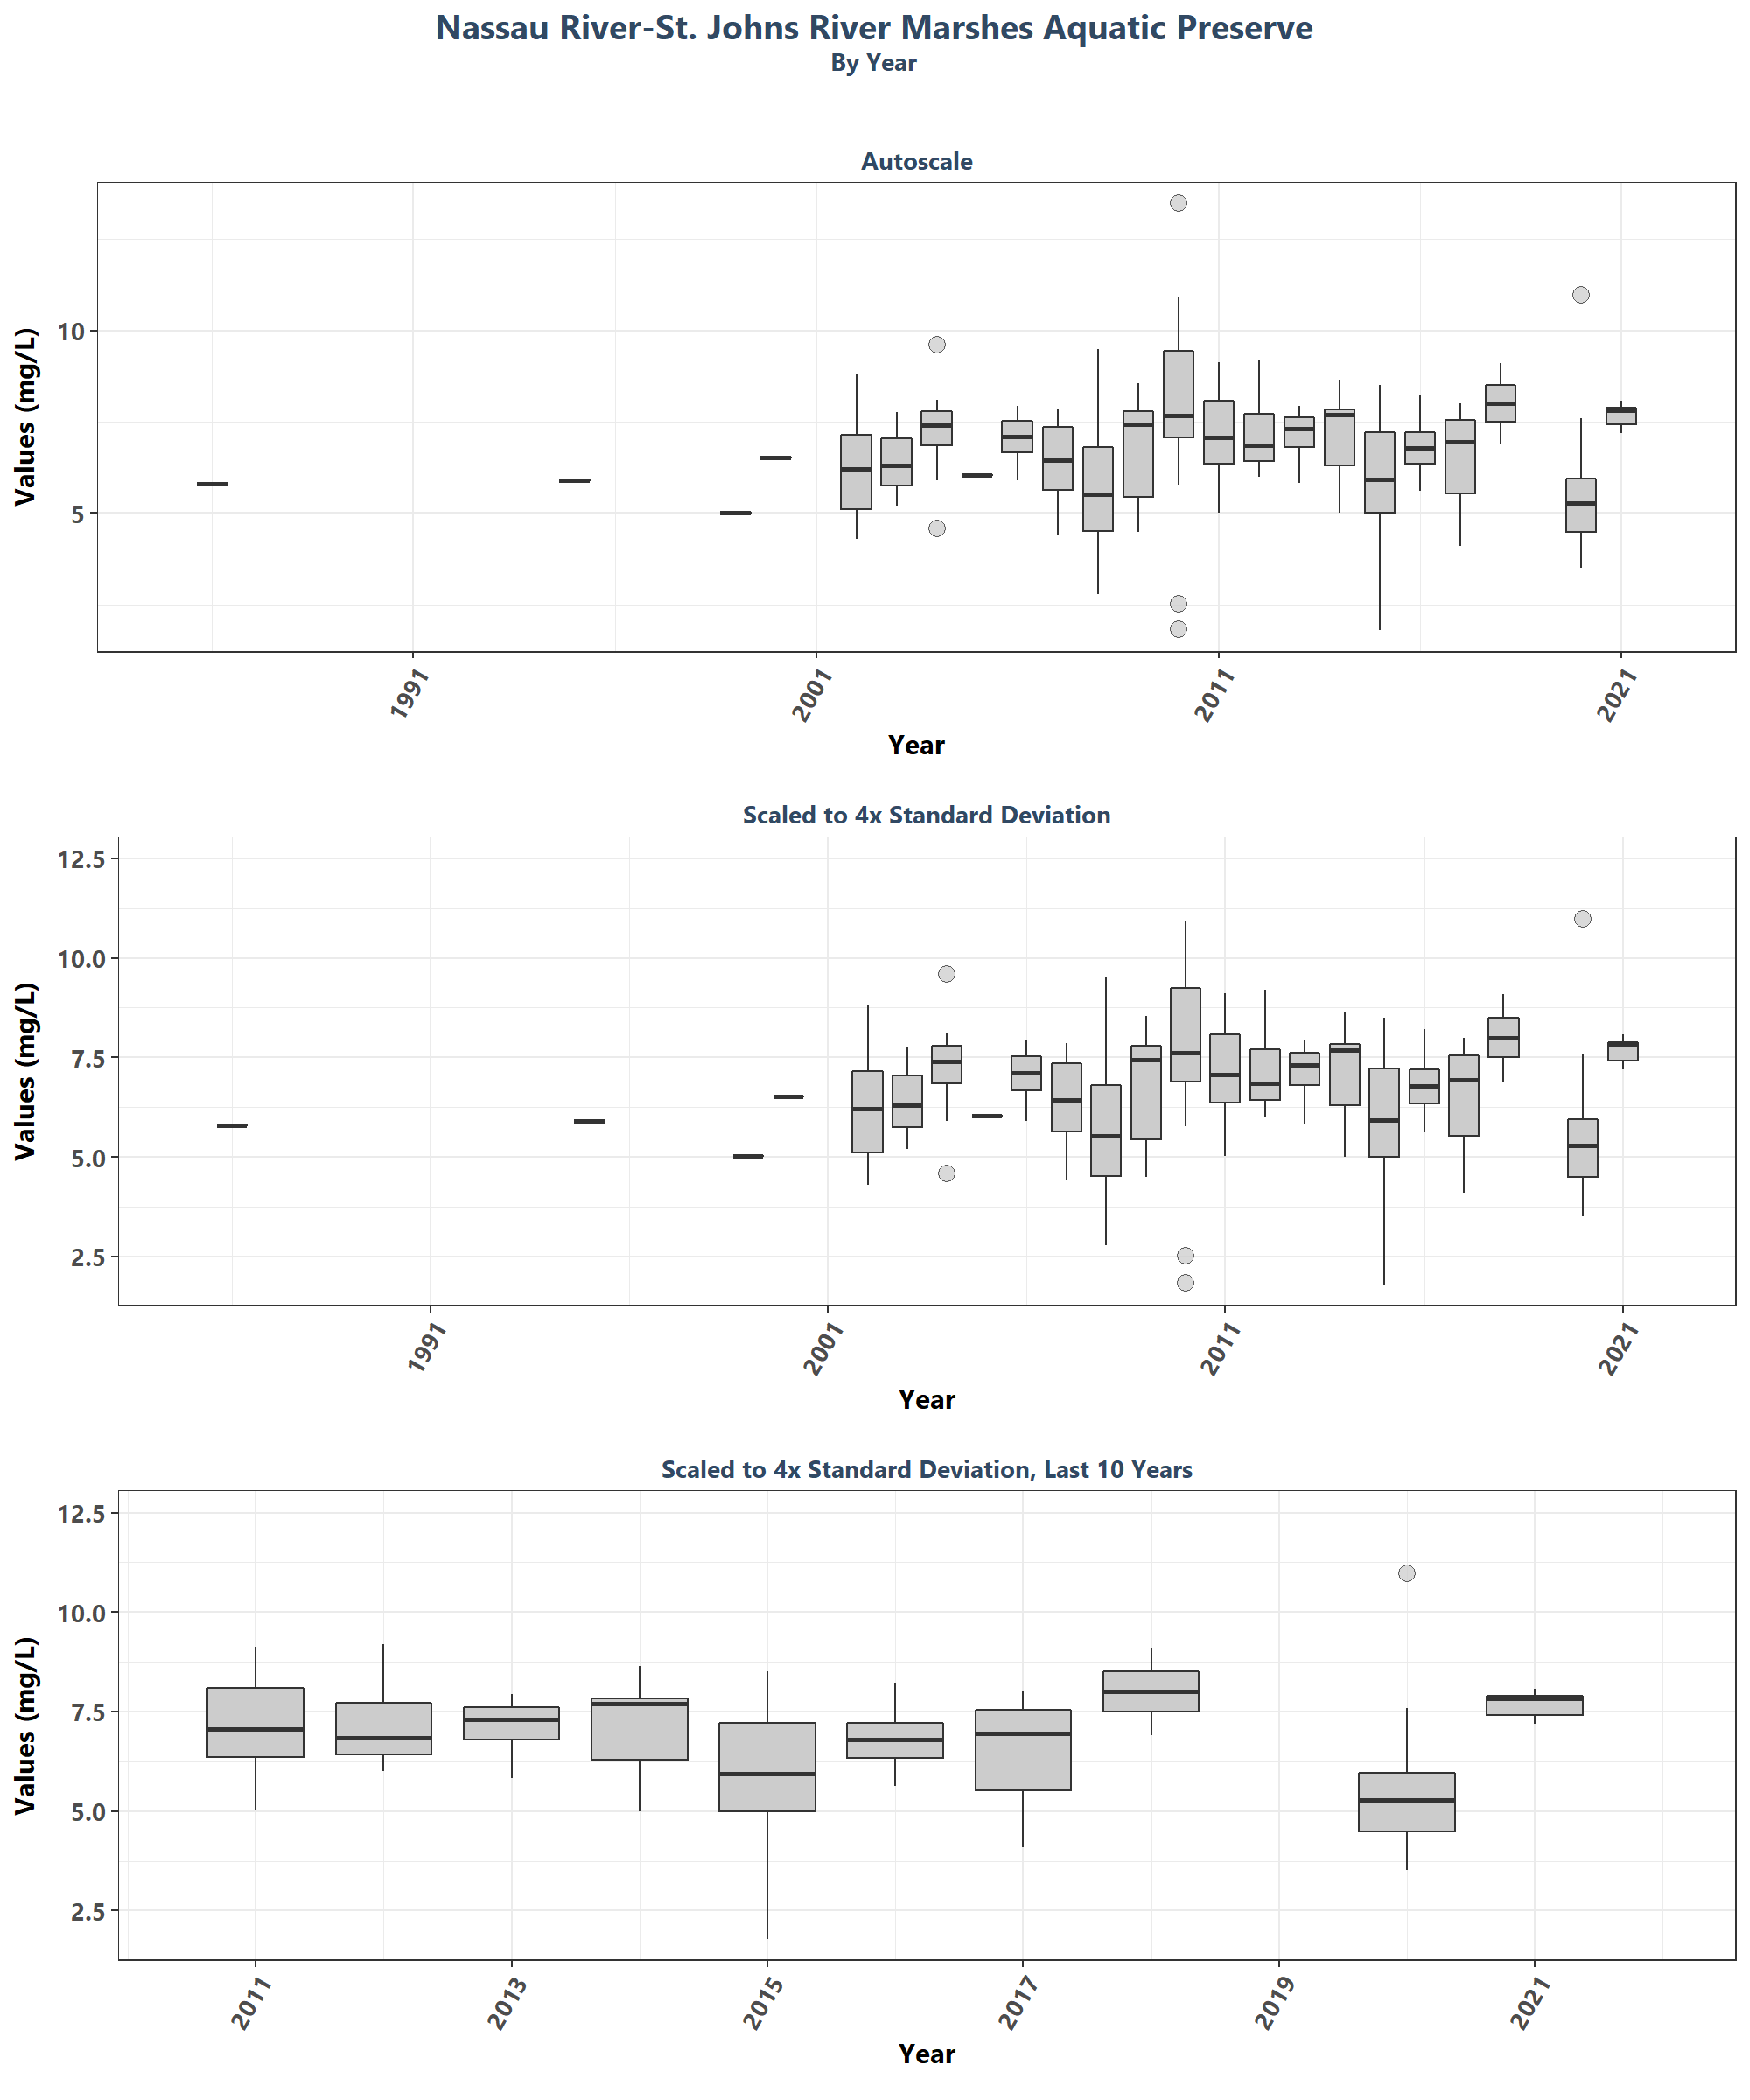 Nassau River-St. Johns River Marshes Aquatic Preserve
By Year
Autoscale
Values (mg/L)
10
5
1991 2001 2011 2021
Year
Scaled to 4x Standard Deviation
Values (mg/L)
12.5
10.0
7.5
5.0
2.5
1991 2001 2011 2021
Year
Scaled to 4x Standard Deviation, Last 10 Years
Values (mg/L)
12.5
10.0
7.5
5.0
2.5
2011 2013 2015 2017 2019 2021
Year